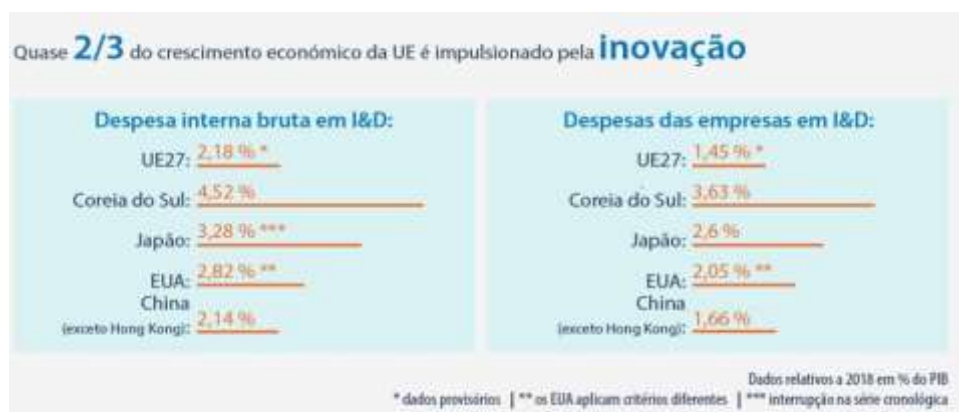 Quase 2/3 do crescimento económico da UE é impulsionado pela inovação
Despesa interna bruta em I&D:
UE27: 2,18 % *
Coreia do Sul: 4,52 %
Japão: 3,28 % ***
EUA: 2,82 % **
China
(exceto Hong Kong): 2,14 %
Despesas das empresas em I&D:
UE27: 1,45 % *
Coreia do Sul: 3,63 %
Japão: 2,6 %
EUA: 2,05 % **
China
(exceto Hong Kong): 1,66 %
Dados relativos a 2018 em % do PIB
* dados provisórios | ** os EUA aplicam critérios diferentes | *** interrupção na série cronológica